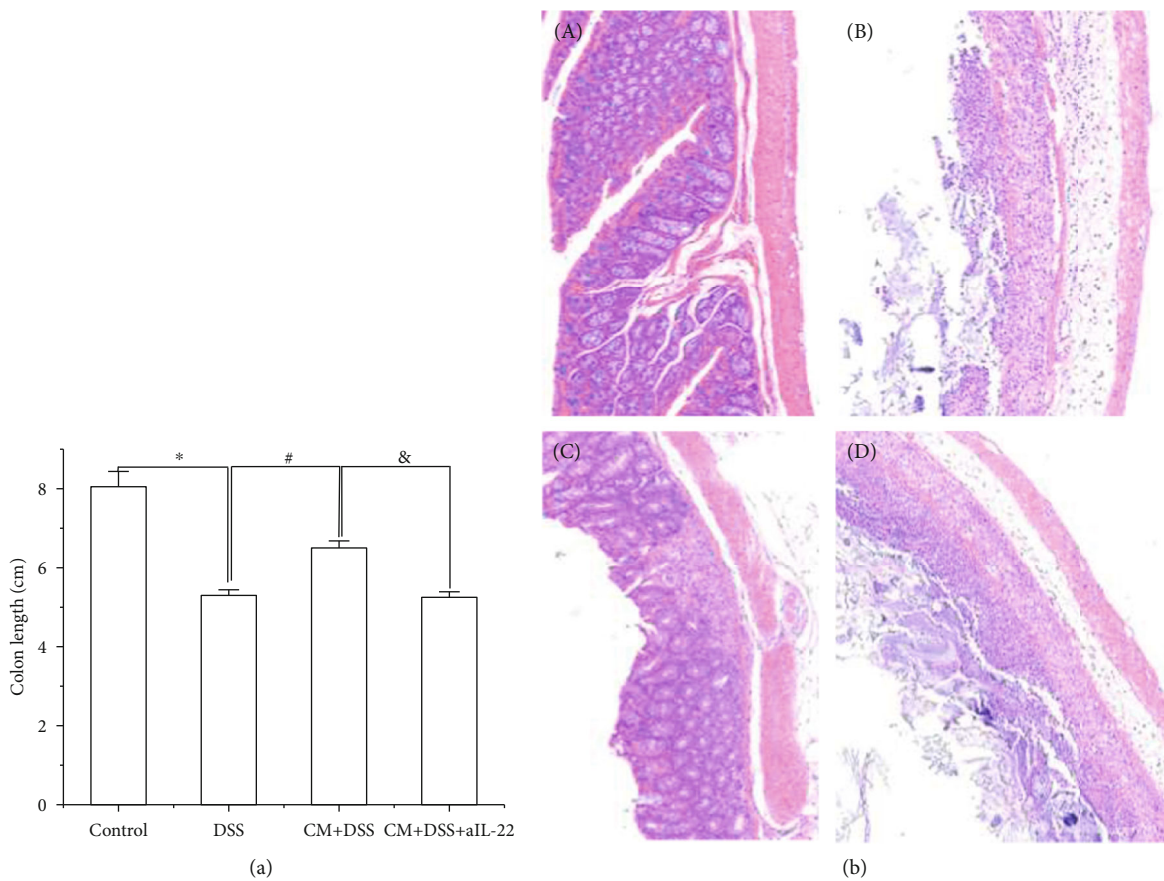 (A)
(B)
(C)
(D)
* # &
8
6
4
2
0
Colon length (cm)
Control DSS CM+DSS CM+DSS+aIL-22
(a)
(b)